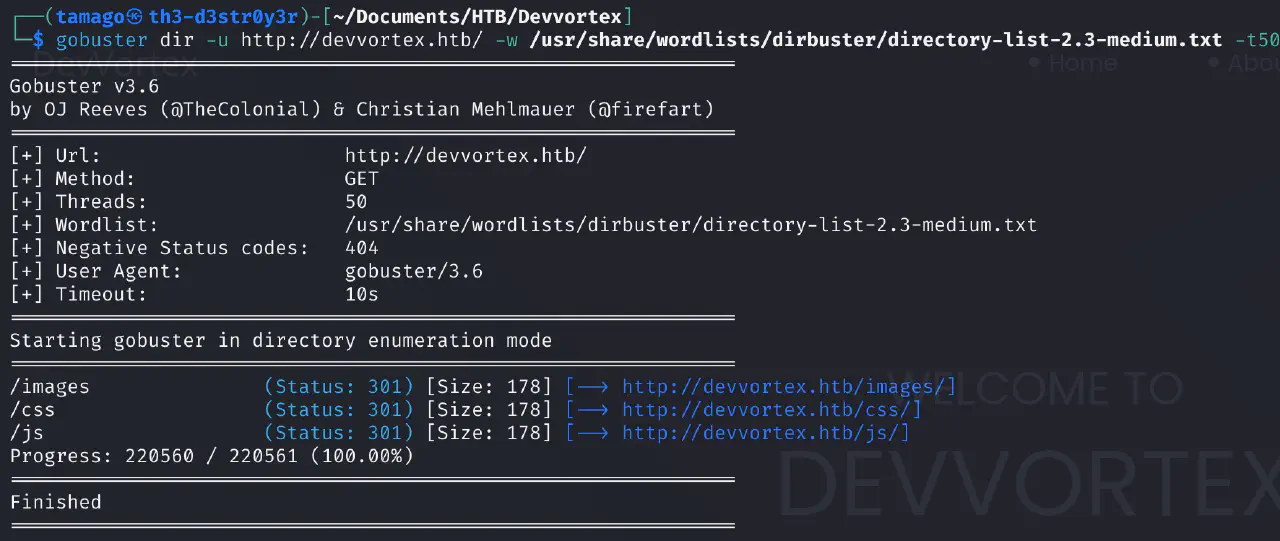 ┌──(tamago㉿th3-d3str0y3r)-[~/Documents/HTB/Devvortex]
└─$ gobuster dir -u http://devvortex.htb/ -w /usr/share/wordlists/dirbuster/directory-list-2.3-medium.txt -t50
DevVortex • Home • Abou
===============================================================
Gobuster v3.6
by OJ Reeves (@TheColonial) & Christian Mehlmauer (@firefart)
===============================================================
[+] Url:                     http://devvortex.htb/
[+] Method:                  GET
[+] Threads:                 50
[+] Wordlist:                /usr/share/wordlists/dirbuster/directory-list-2.3-medium.txt
[+] Negative Status codes:   404
[+] User Agent:              gobuster/3.6
[+] Timeout:                 10s
===============================================================
Starting gobuster in directory enumeration mode
===============================================================
/images               (Status: 301) [Size: 178] [--> http://devvortex.htb/images/]
WELCOME TO
/css                  (Status: 301) [Size: 178] [--> http://devvortex.htb/css/]
/js                   (Status: 301) [Size: 178] [--> http://devvortex.htb/js/]
Progress: 220560 / 220561 (100.00%)
===============================================================
DEVVORTEX
Finished
===============================================================